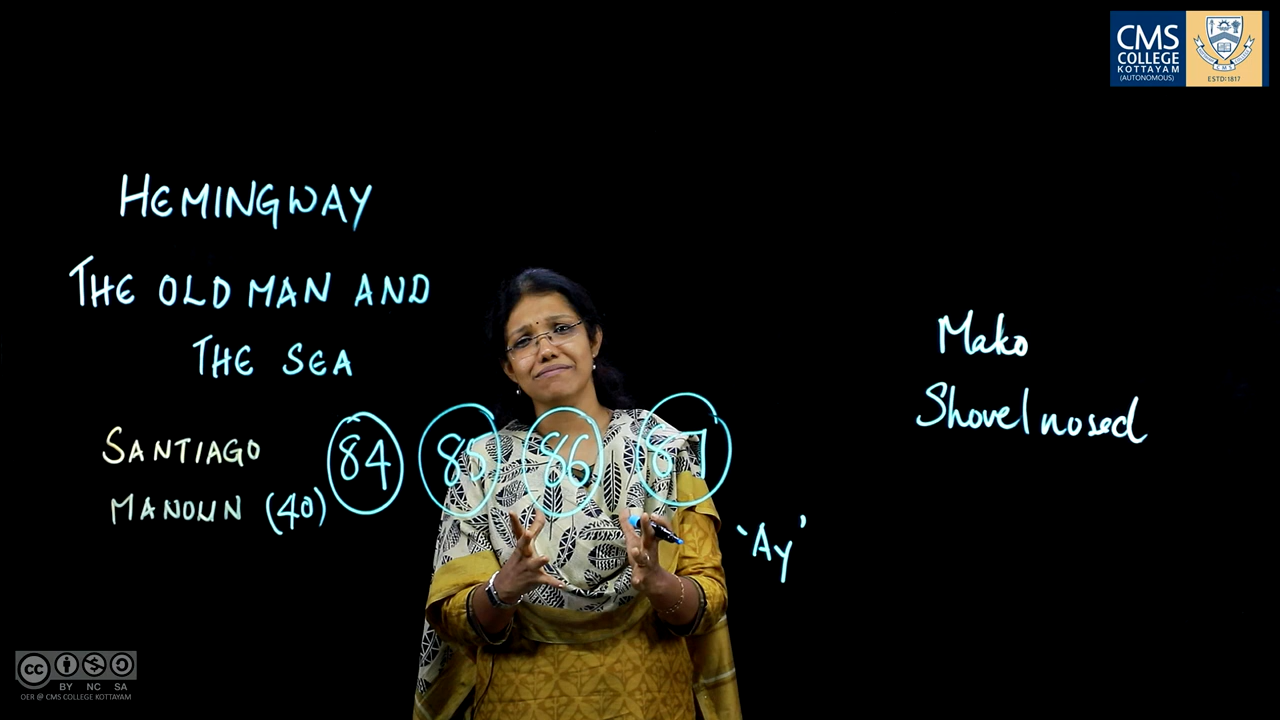 CMS
COLLEGE
KOTTAYAM
(AUTONOMOUS)
ESTD:1817
HEMINGWAY
THE OLD MAN AND
THE SEA
SANTIAGO 84 85 86 87
MANOLIN (40)
'Ay'
Mako
Shovel nosed
cc
BY NC SA
OER @ CMS COLLEGE KOTTAYAM